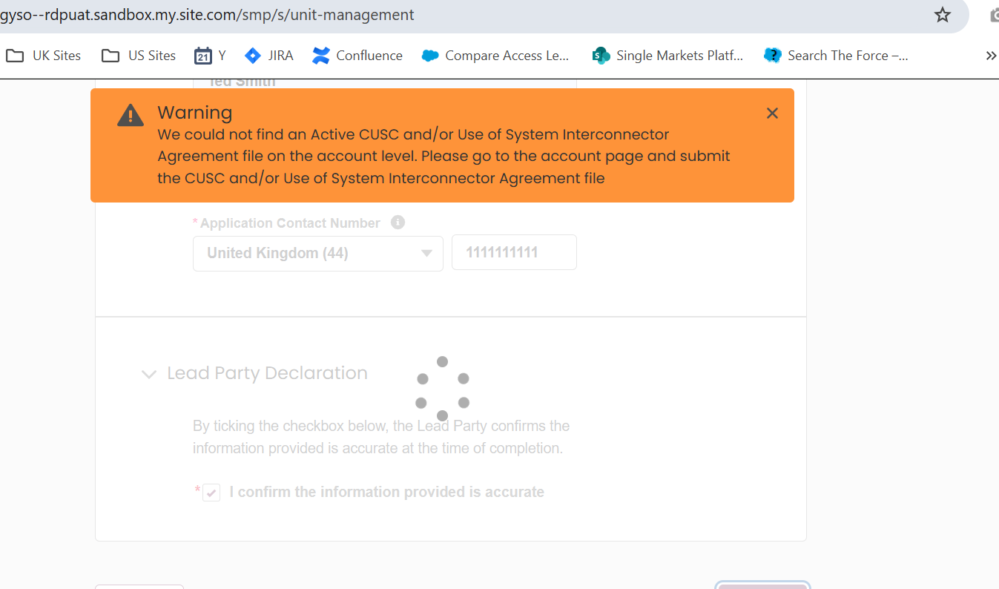 gyso--rdpuat.sandbox.my.site.com/smp/s/unit-management
UK Sites US Sites 21 Y JIRA Confluence Compare Access Le... Single Markets Platf... Search The Force –... »
Ted Smith
Warning
We could not find an Active CUSC and/or Use of System Interconnector
Agreement file on the account level. Please go to the account page and submit
the CUSC and/or Use of System Interconnector Agreement file
* Application Contact Number
United Kingdom (44) 1111111111
Lead Party Declaration
By ticking the checkbox below, the Lead Party confirms the
information provided is accurate at the time of completion.
* I confirm the information provided is accurate